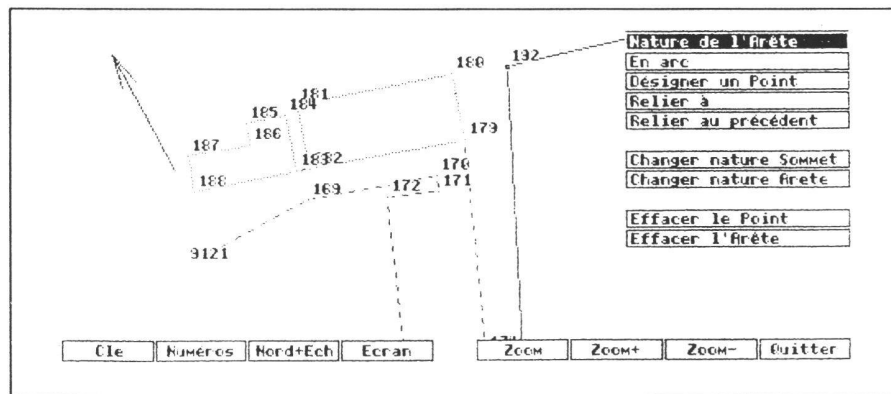 192
180
181
184
185
186
187
188
179
170
171
172
169
9121
Nature de l'Arête
En arc
Désigner un Point
Relier à
Relier au précédent
Changer nature Sommet
Changer nature Arete
Effacer le Point
Effacer l'Arête
Cle
Numéros
Nord+Ech
Ecran
Zoom
Zoom+
Zoom-
Quitter